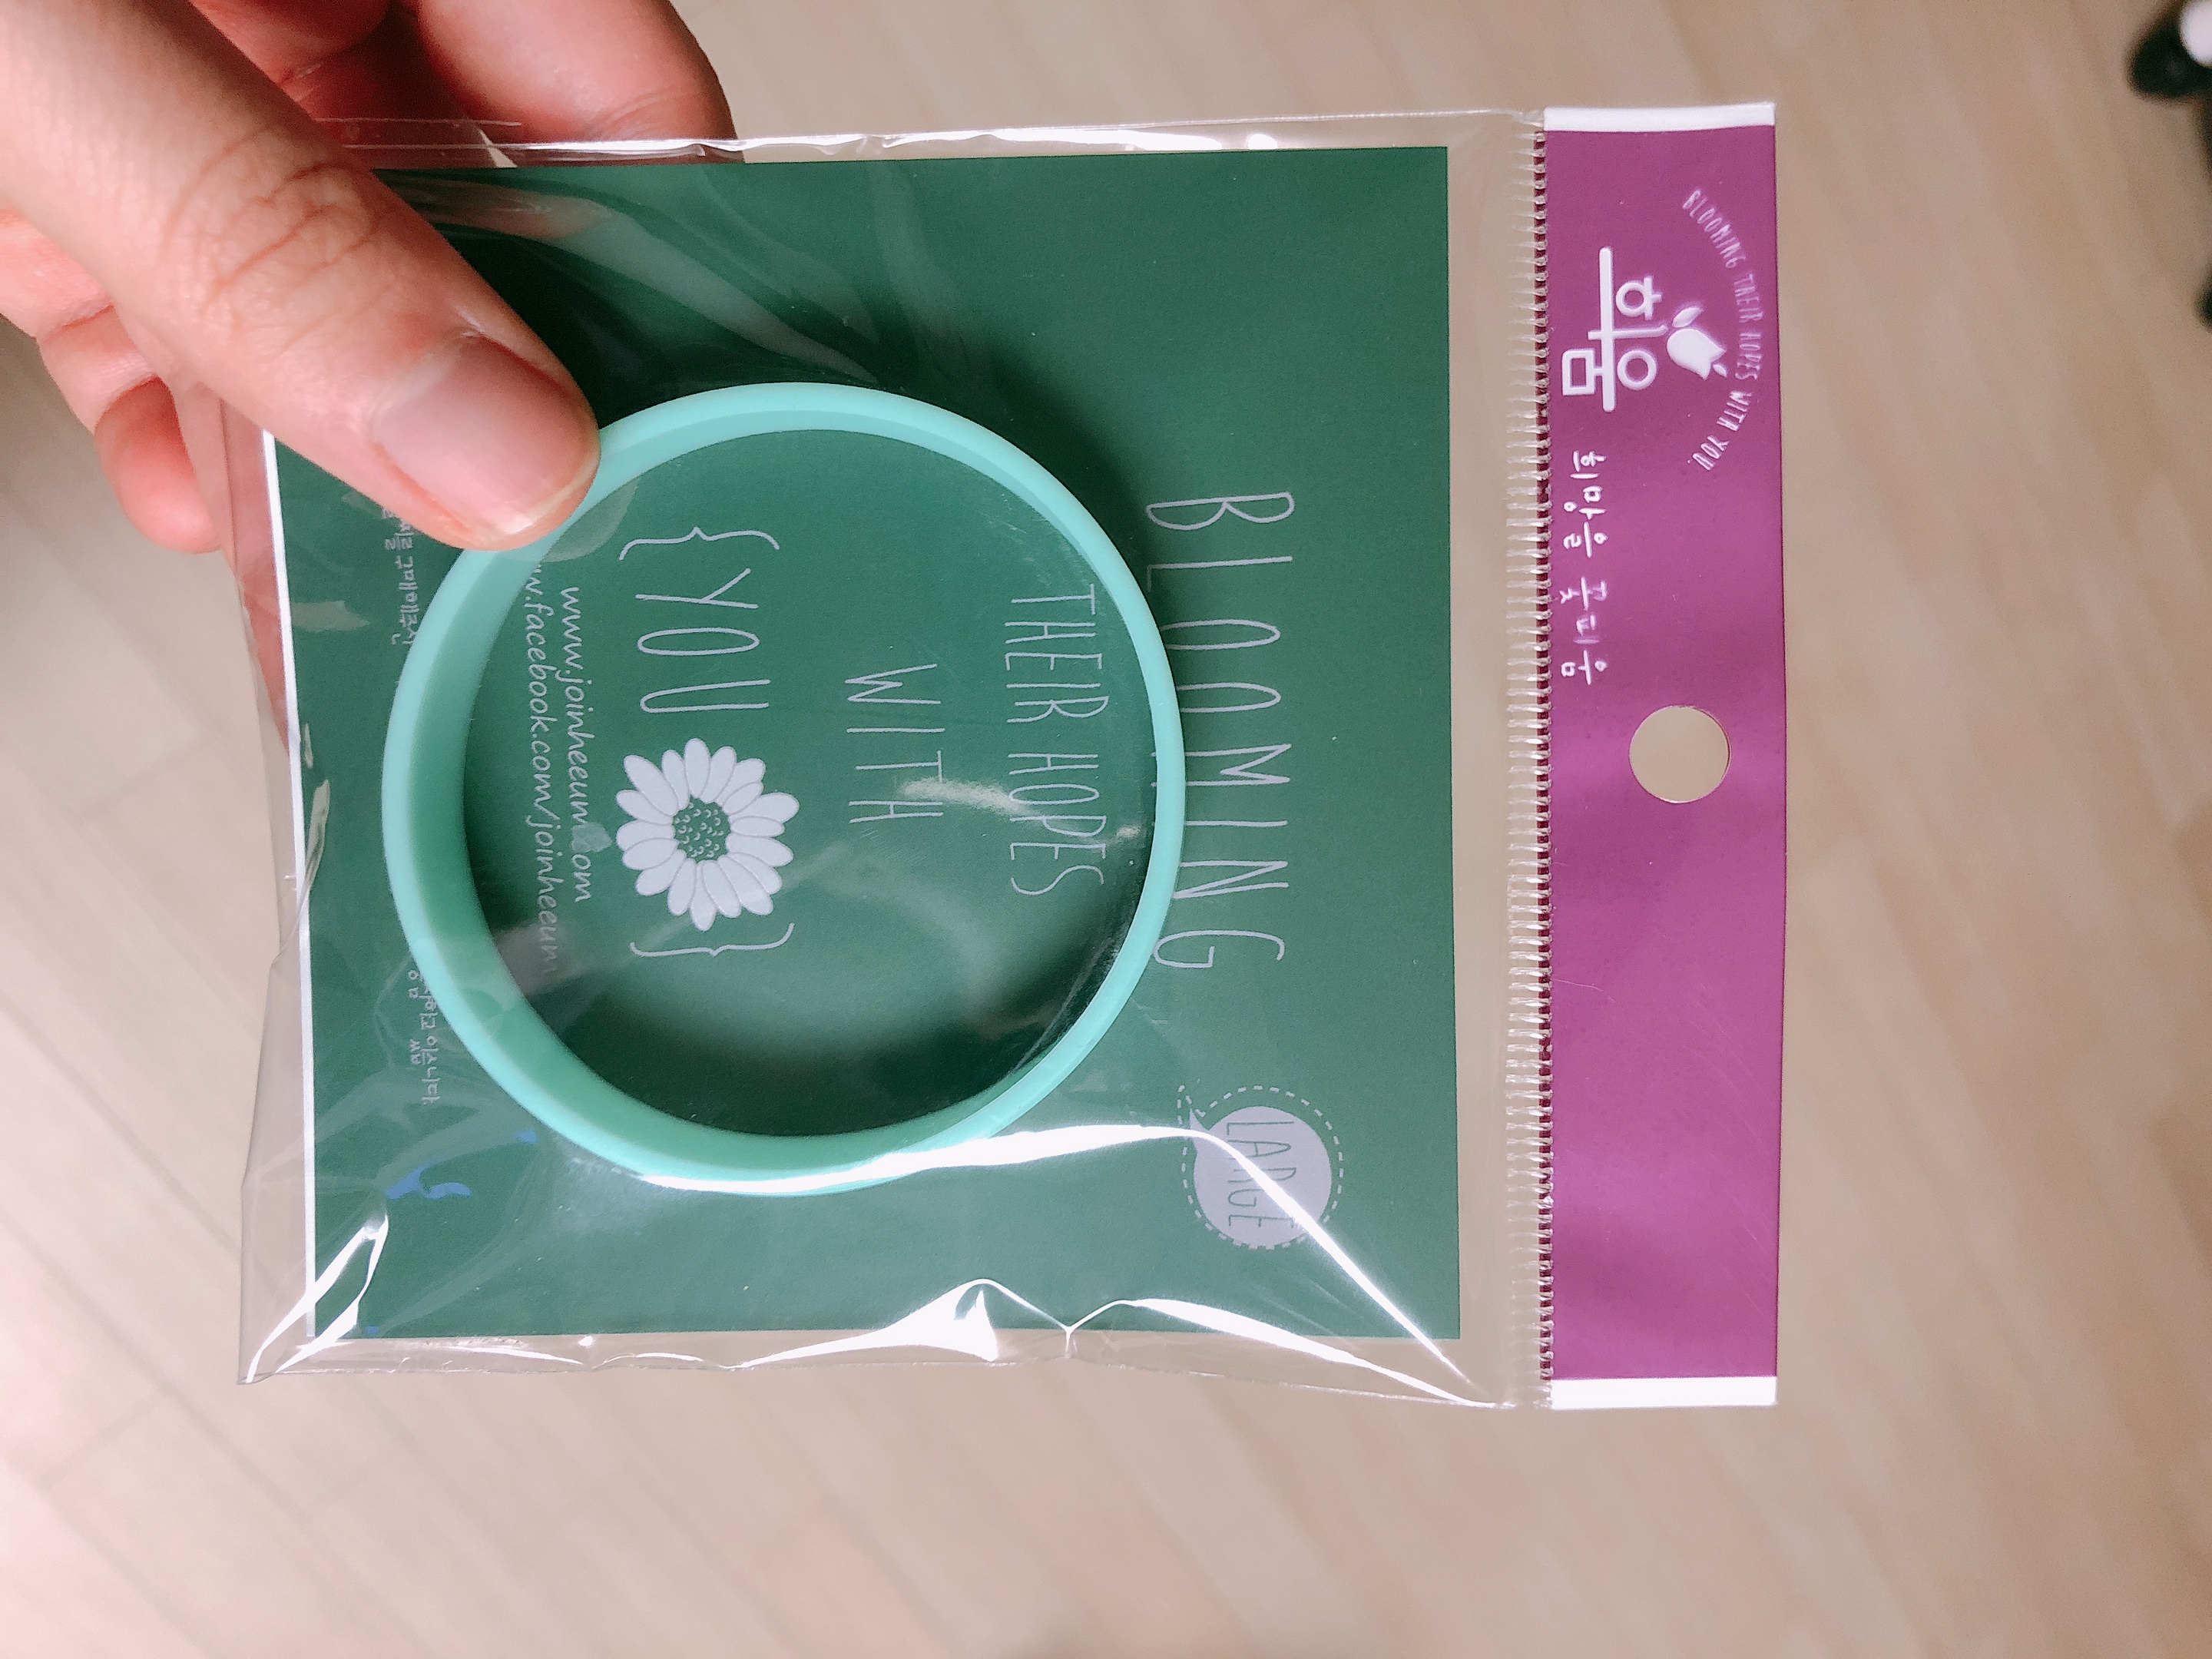 BLOOMING THEIR HOPES WITH YOU.
희움
희망을 꽃피움
BLOOMING
LARGE
THEIR HOPES
WITH
{YOU}
www.joinheeum.com
w.facebook.com/joinheeum